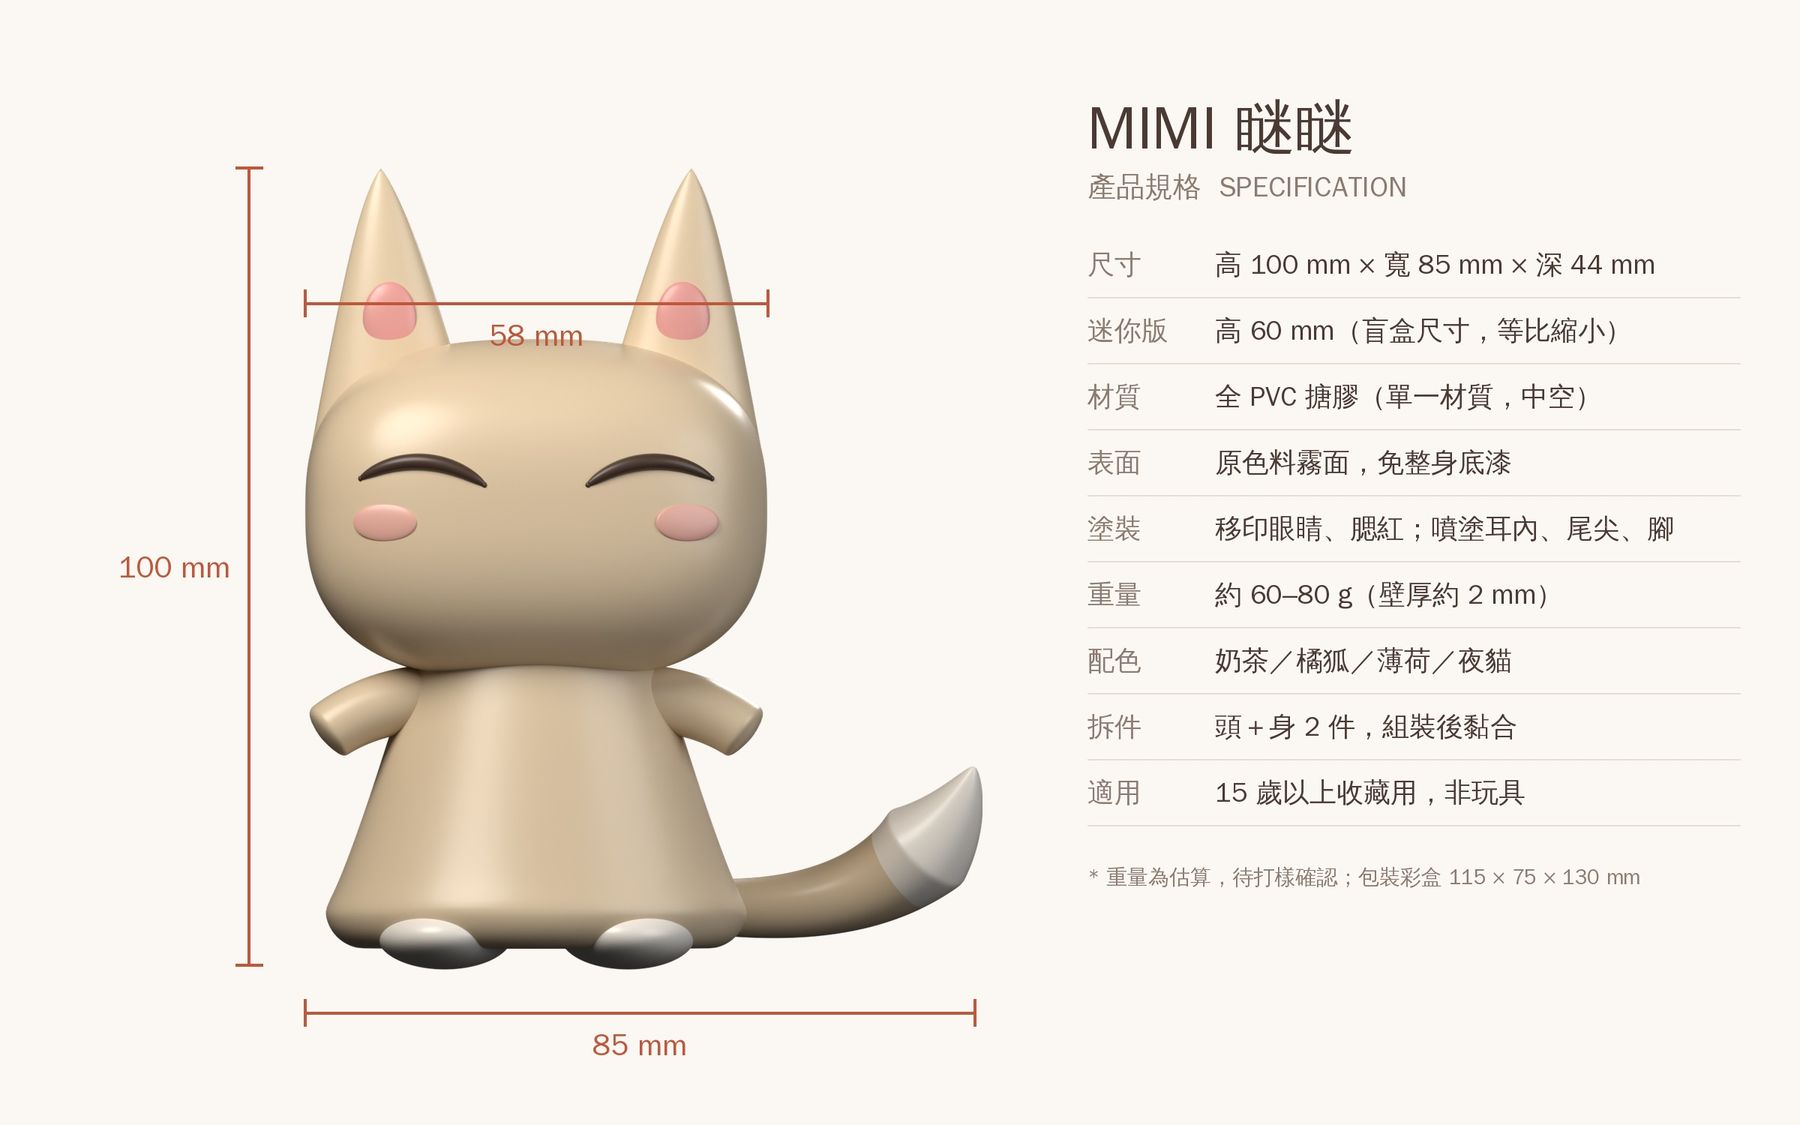 MIMI 瞇瞇
產品規格 SPECIFICATION
58 mm
100 mm
85 mm
尺寸 高 100 mm × 寬 85 mm × 深 44 mm
迷你版 高 60 mm（盲盒尺寸，等比縮小）
材質 全 PVC 搪膠（單一材質，中空）
表面 原色料霧面，免整身底漆
塗裝 移印眼睛、腮紅；噴塗耳內、尾尖、腳
重量 約 60–80 g（壁厚約 2 mm）
配色 奶茶／橘狐／薄荷／夜貓
拆件 頭＋身 2 件，組裝後黏合
適用 15 歲以上收藏用，非玩具
* 重量為估算，待打樣確認；包裝彩盒 115 × 75 × 130 mm